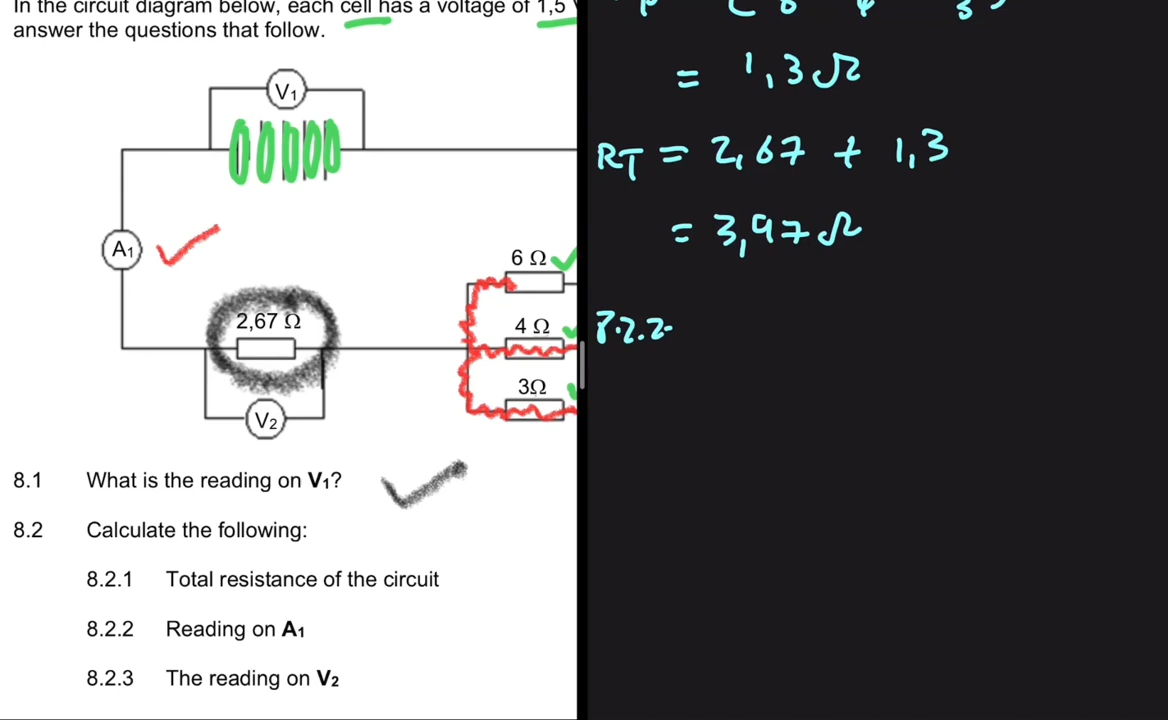 In the circuit diagram below, each cell has a voltage of 1,5
answer the questions that follow.
V1
A1
6 Ω
2,67 Ω
4 Ω
3Ω
V2
8.1 What is the reading on V1?
8.2 Calculate the following:
8.2.1 Total resistance of the circuit
8.2.2 Reading on A1
8.2.3 The reading on V2
= 1,3Ω
RT = 2,67 + 1,3
= 3,97Ω
8.2.2